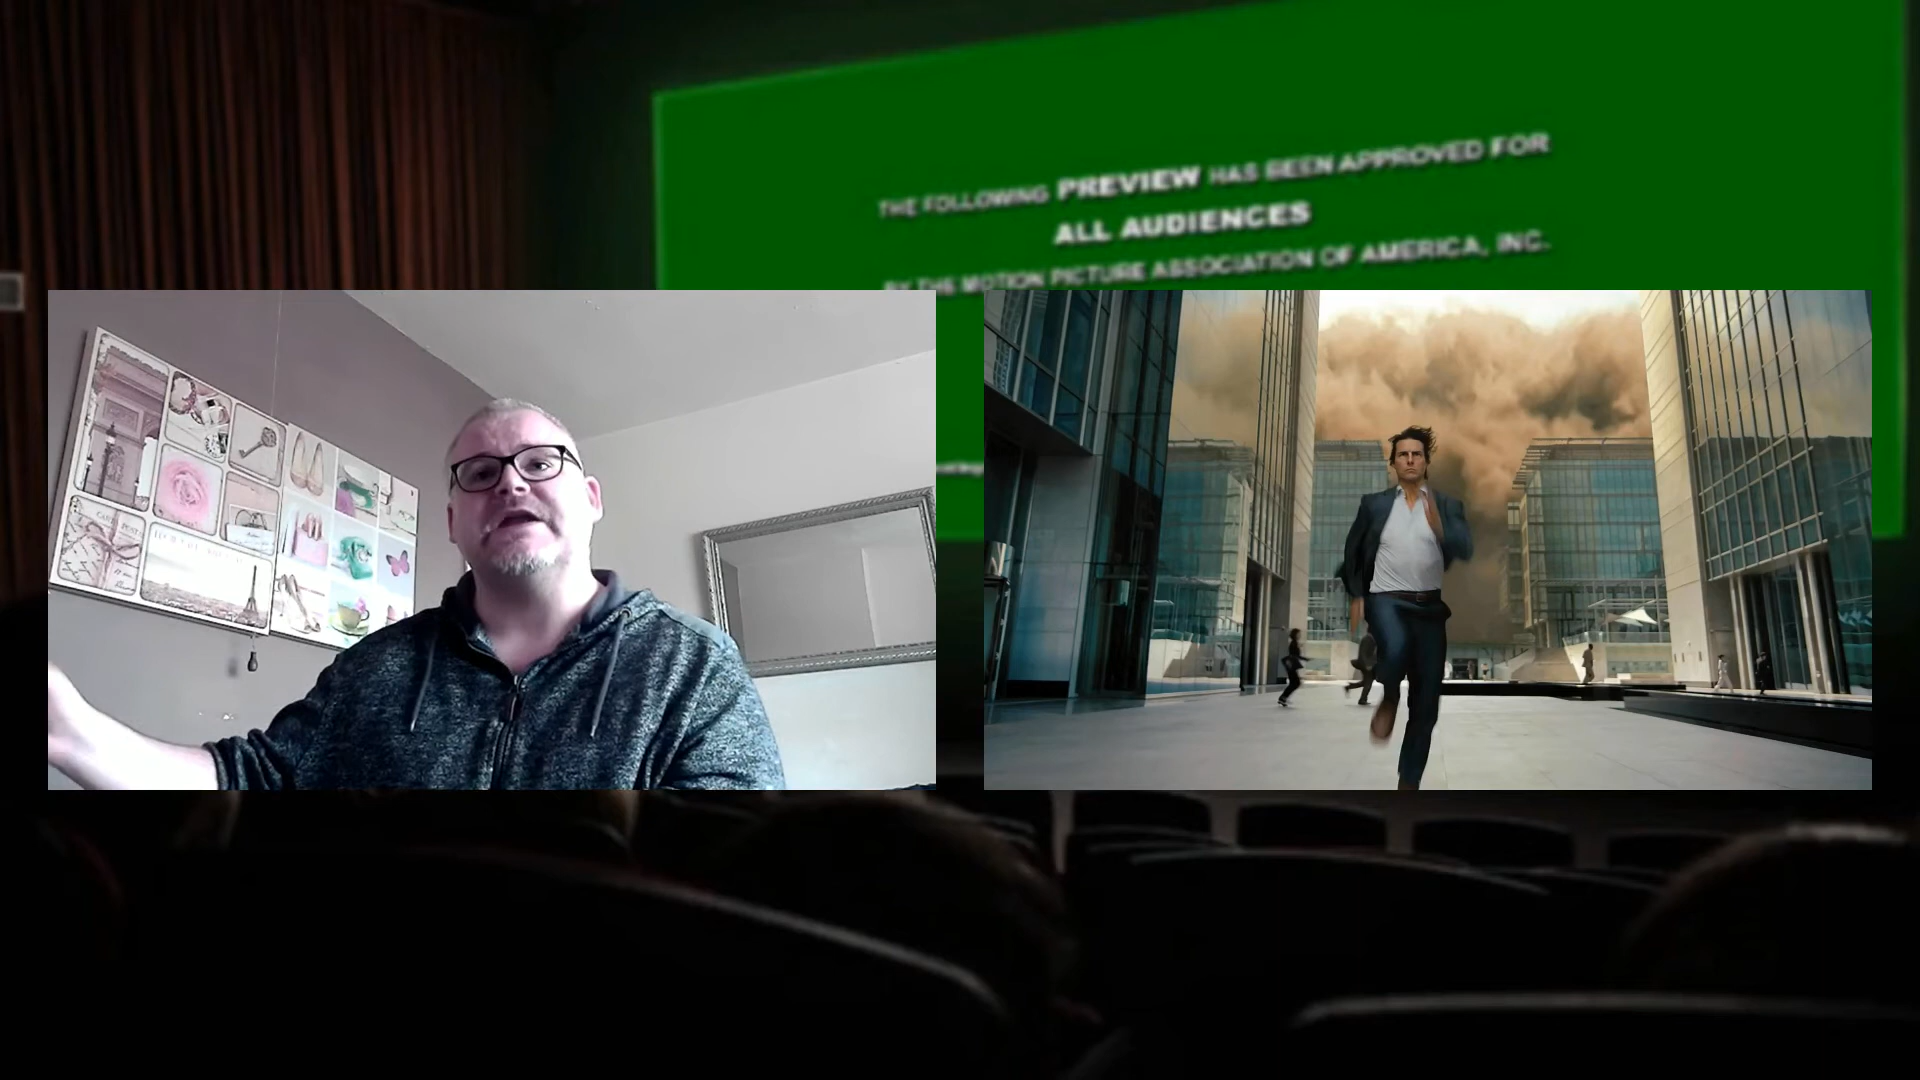 THE FOLLOWING PREVIEW HAS BEEN APPROVED FOR
ALL AUDIENCES
BY THE MOTION PICTURE ASSOCIATION OF AMERICA, INC.